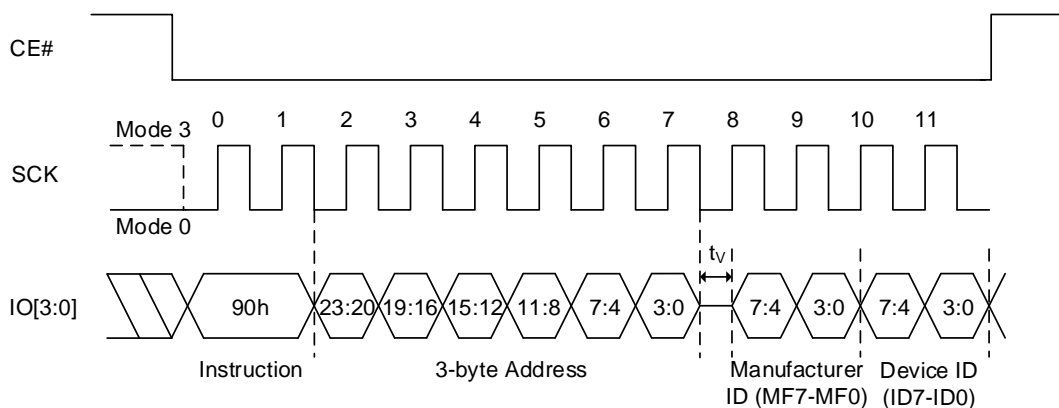 CE#
0 1 2 3 4 5 6 7 8 9 10 11
Mode 3
SCK
Mode 0
tV
IO[3:0] 90h 23:20 19:16 15:12 11:8 7:4 3:0 7:4 3:0 7:4 3:0
Instruction 3-byte Address Manufacturer Device ID
ID (MF7-MF0) (ID7-ID0)